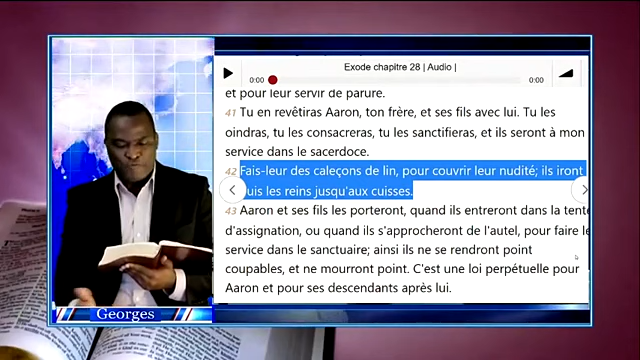 Exode chapitre 28 | Audio |
0:00
0:00
et pour leur servir de parure.
41 Tu en revêtiras Aaron, ton frère, et ses fils avec lui. Tu les
oindras, tu les consacreras, tu les sanctifieras, et ils seront à mon
service dans le sacerdoce.
42 Fais-leur des caleçons de lin, pour couvrir leur nudité; ils iront
uis les reins jusqu'aux cuisses.
43 Aaron et ses fils les porteront, quand ils entreront dans la tente
d'assignation, ou quand ils s'approcheront de l'autel, pour faire le
service dans le sanctuaire; ainsi ils ne se rendront point
coupables, et ne mourront point. C'est une loi perpétuelle pour
Aaron et pour ses descendants après lui.
Georges